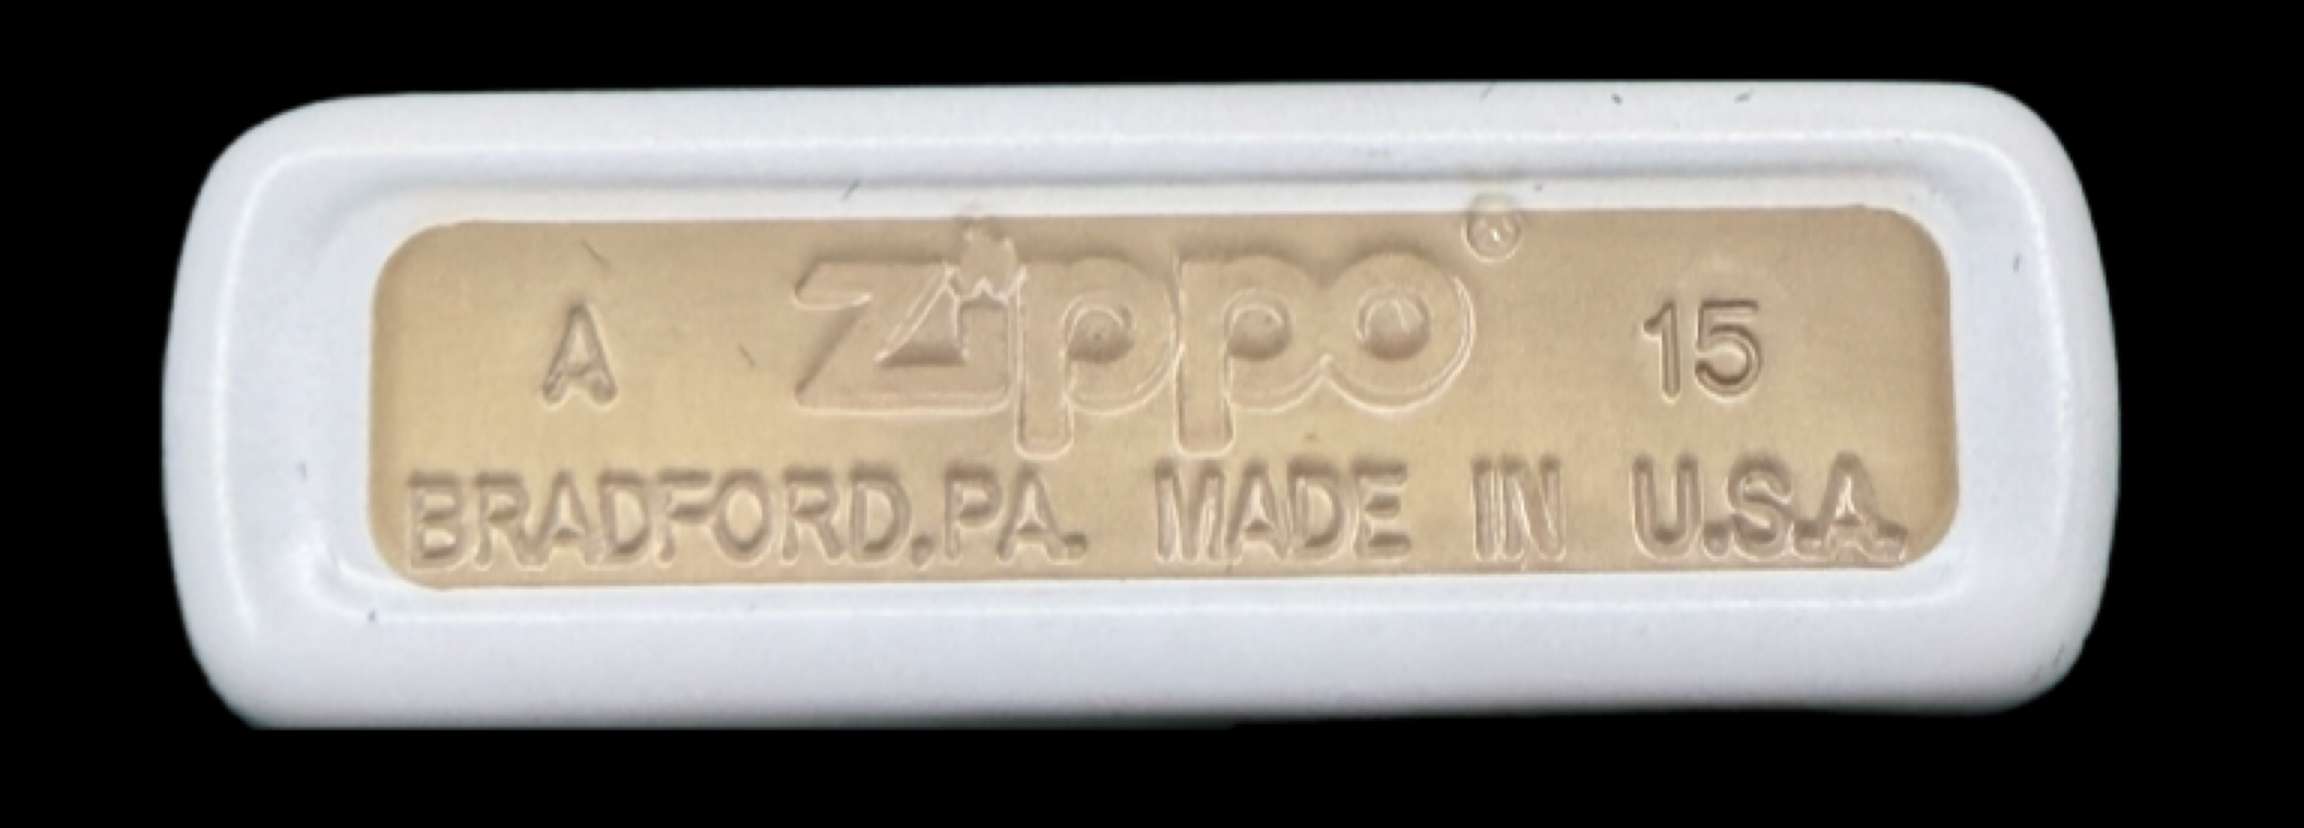 A zippo® 15
BRADFORD,PA. MADE IN U.S.A.